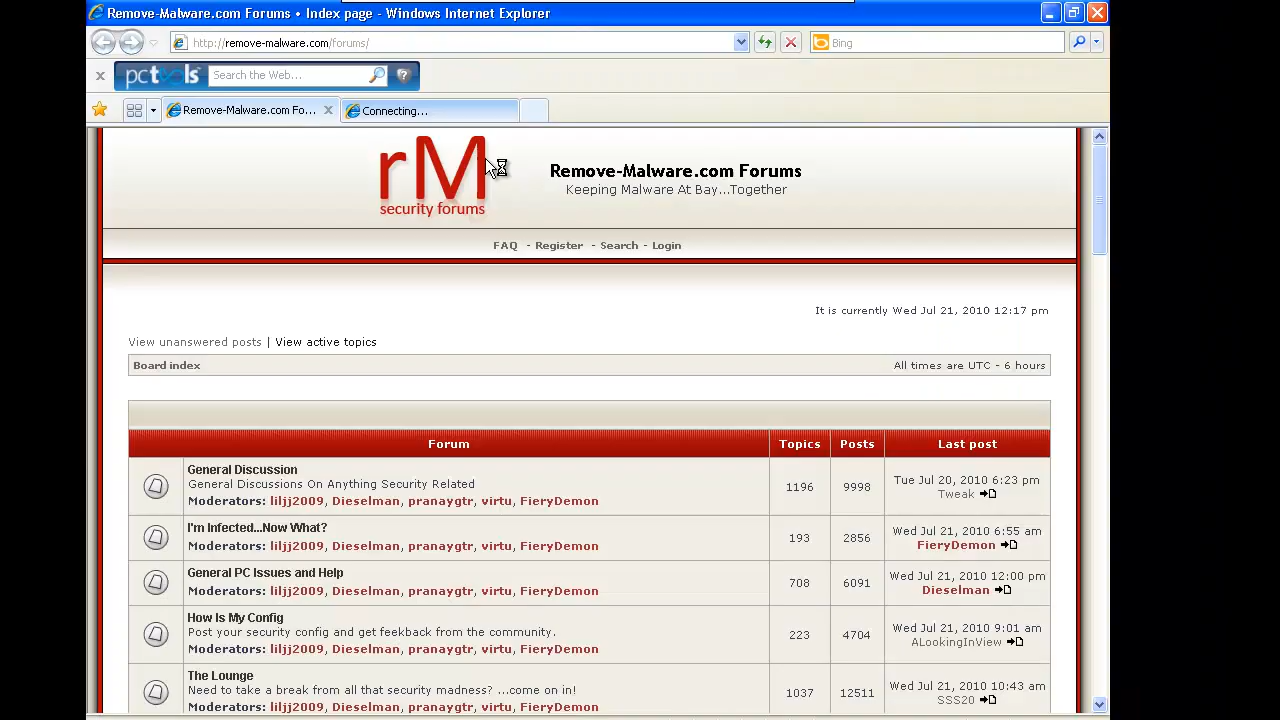 Remove-Malware.com Forums • Index page - Windows Internet Explorer
http://remove-malware.com/forums/
Bing
pctools
Search the Web...
Remove-Malware.com Fo...
Connecting...
rM
security forums
Remove-Malware.com Forums
Keeping Malware At Bay...Together
FAQ - Register - Search - Login
It is currently Wed Jul 21, 2010 12:17 pm
View unanswered posts | View active topics
Board index
All times are UTC - 6 hours
Forum Topics Posts Last post
General Discussion
General Discussions On Anything Security Related
Moderators: liljj2009, Dieselman, pranaygtr, virtu, FieryDemon
1196 9998
Tue Jul 20, 2010 6:23 pm
Tweak
I'm Infected...Now What?
Moderators: liljj2009, Dieselman, pranaygtr, virtu, FieryDemon
193 2856
Wed Jul 21, 2010 6:55 am
FieryDemon
General PC Issues and Help
Moderators: liljj2009, Dieselman, pranaygtr, virtu, FieryDemon
708 6091
Wed Jul 21, 2010 12:00 pm
Dieselman
How Is My Config
Post your security config and get feekback from the community.
Moderators: liljj2009, Dieselman, pranaygtr, virtu, FieryDemon
223 4704
Wed Jul 21, 2010 9:01 am
ALookingInView
The Lounge
Need to take a break from all that security madness? ...come on in!
Moderators: liljj2009, Dieselman, pranaygtr, virtu, FieryDemon
1037 12511
Wed Jul 21, 2010 10:43 am
SSS20